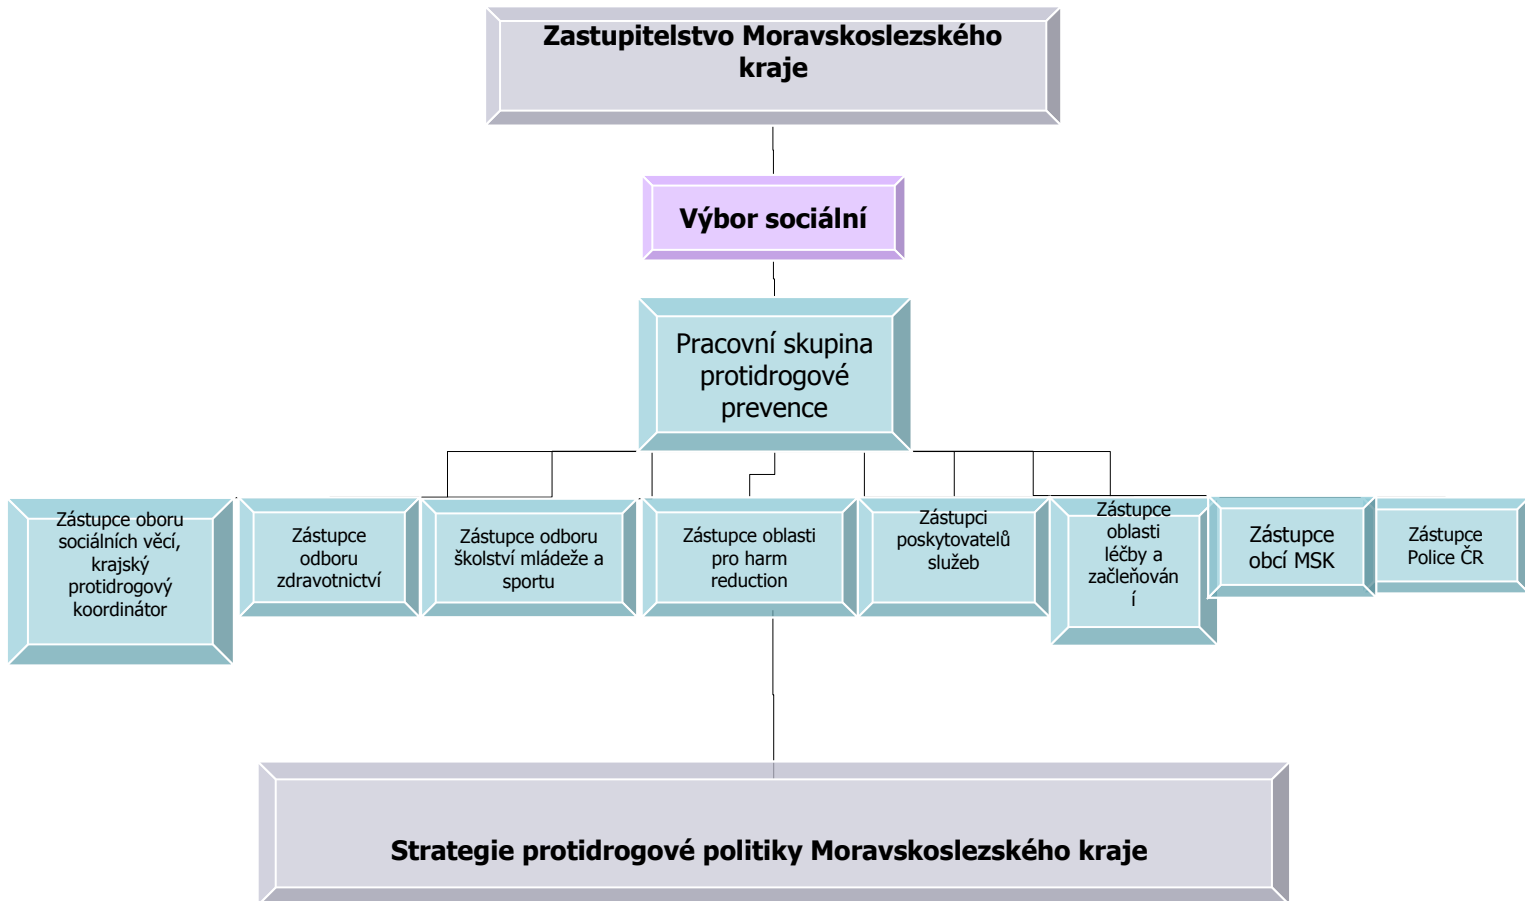 Zastupitelstvo Moravskoslezského
kraje
Výbor sociální
Pracovní skupina
protidrogové
prevence
Zástupce oboru
sociálních věcí,
krajský
protidrogový
koordinátor
Zástupce
odboru
zdravotnictví
Zástupce odboru
školství mládeže a
sportu
Zástupce oblasti
pro harm
reduction
Zástupci
poskytovatelů
služeb
Zástupce
oblasti
léčby a
začleňován
í
Zástupce
obcí MSK
Zástupce
Police ČR
Strategie protidrogové politiky Moravskoslezského kraje